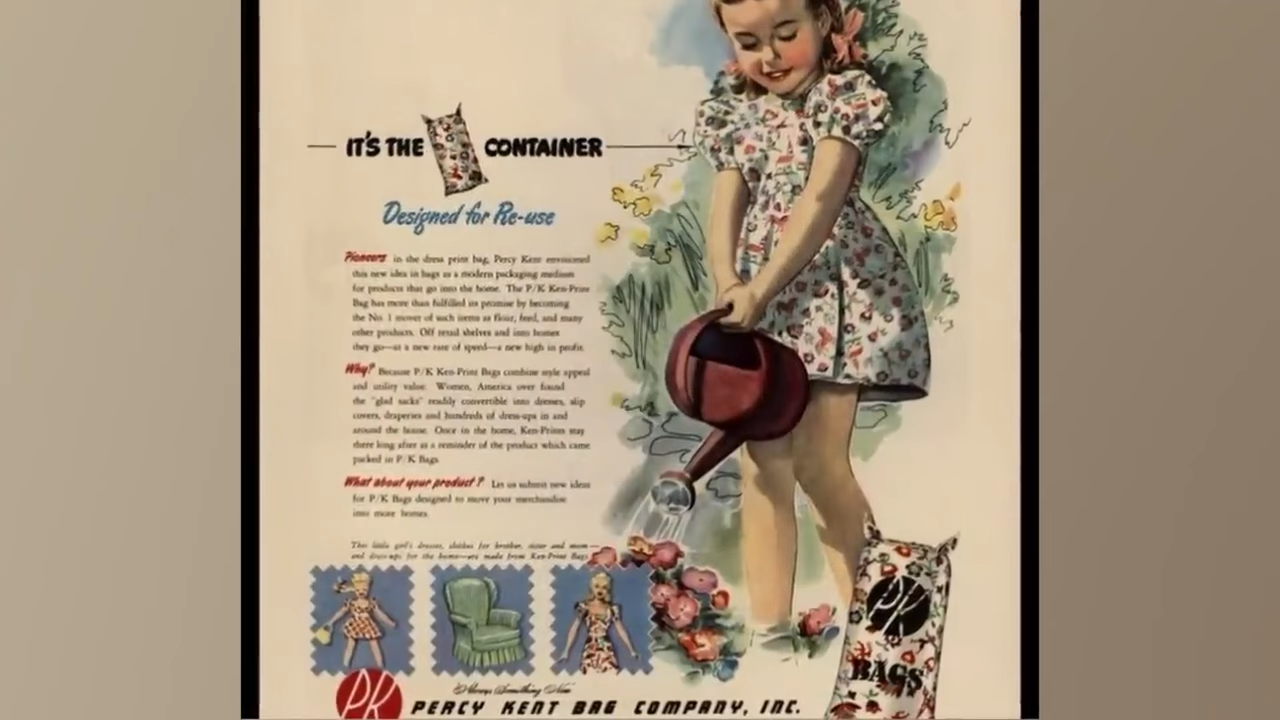 IT'S THE CONTAINER
Designed for Re-use
Pioneers in the dress print bag, Percy Kent envisioned
this new idea in bags as a modern packaging medium
for products that go into the home. The P/K Ken-Print
Bag has more than fulfilled its promise by becoming
the No. 1 mover of such items as flour, feed, and many
other products. Off retail shelves and into homes
they go—at a new rate of speed—a new high in profit.
Why? Because P/K Ken-Print Bags combine style appeal
and utility value. Women, America over found
the "glad sacks" readily convertible into dresses, slip
covers, draperies and hundreds of dress-ups in and
around the house. Once in the home, Ken-Prints stay
there long after as a reminder of the product which came
packed in P/K Bags.
What about your product? Let us submit new ideas
for P/K Bags designed to move your merchandise
into more homes.
This little girl's dresses, clothes for brother, sister and mom—
and dress-ups for the home—are made from Ken-Print Bags
PK
BAGS
Always Something New
PK
PERCY KENT BAG COMPANY, INC.